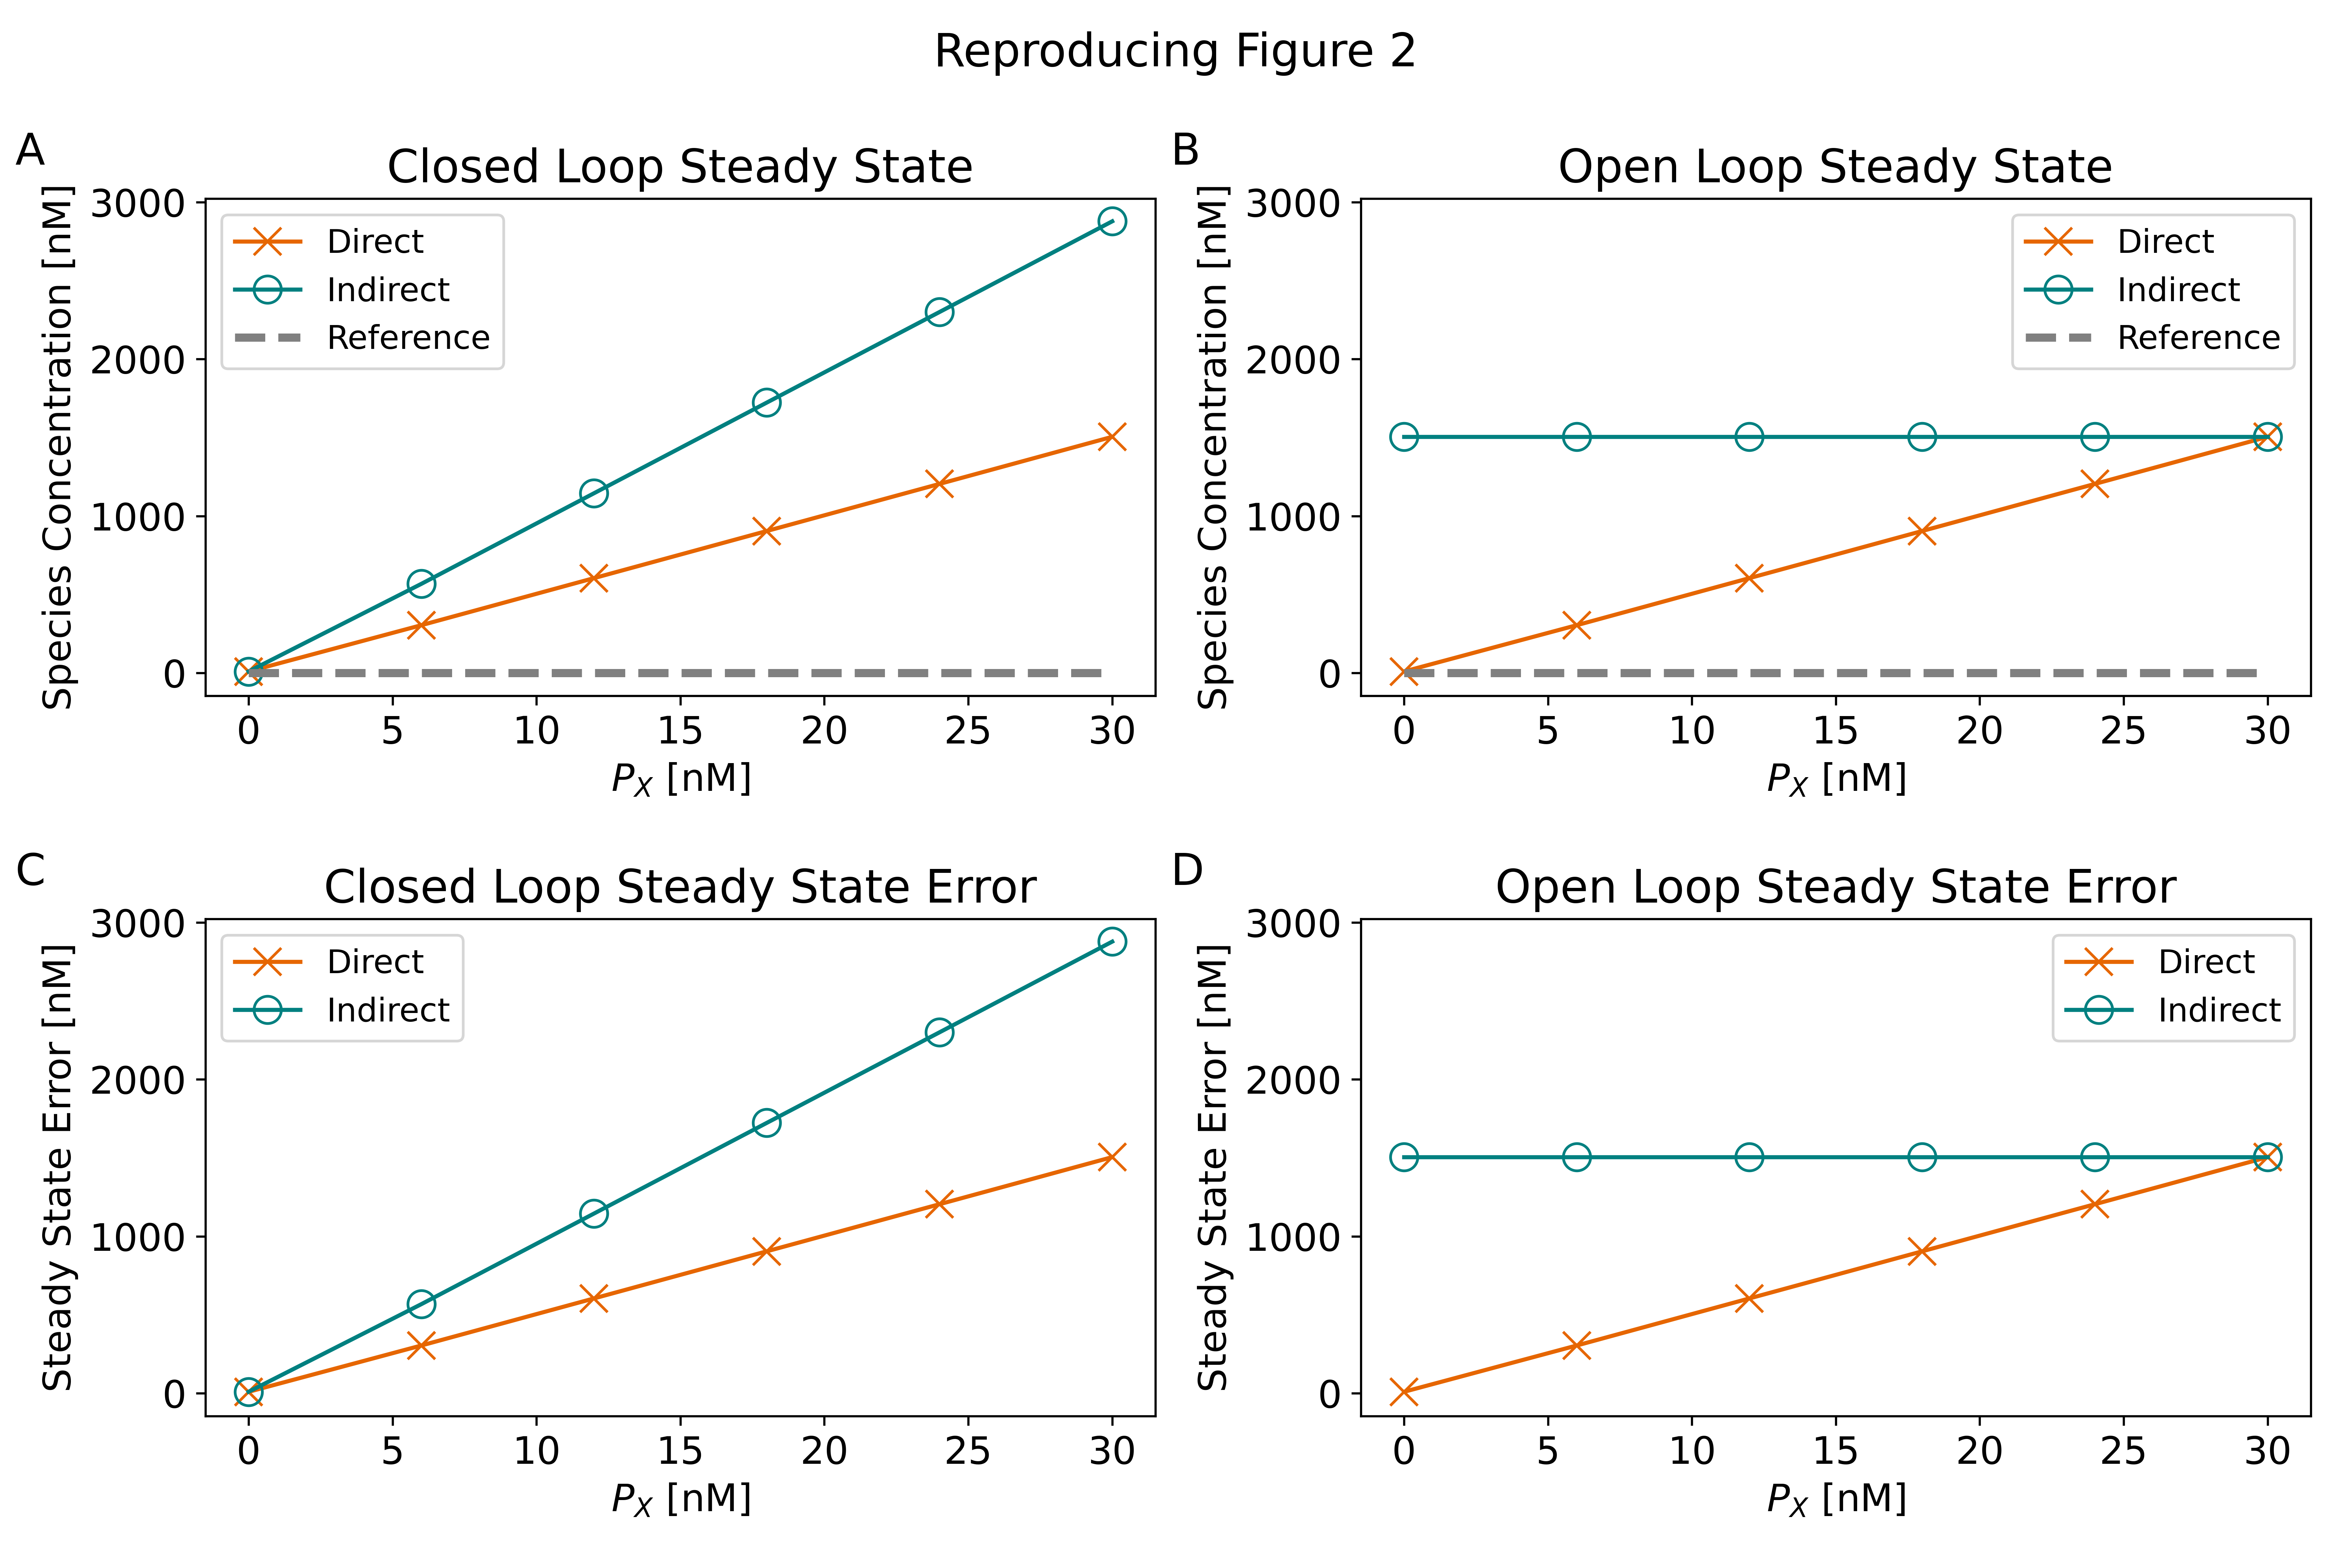 Reproducing Figure 2
A
Closed Loop Steady State
Species Concentration [nM]
3000
2000
1000
0
Direct
Indirect
Reference
0 5 10 15 20 25 30
P_X [nM]
B
Open Loop Steady State
Species Concentration [nM]
3000
2000
1000
0
Direct
Indirect
Reference
0 5 10 15 20 25 30
P_X [nM]
C
Closed Loop Steady State Error
Steady State Error [nM]
3000
2000
1000
0
Direct
Indirect
0 5 10 15 20 25 30
P_X [nM]
D
Open Loop Steady State Error
Steady State Error [nM]
3000
2000
1000
0
Direct
Indirect
0 5 10 15 20 25 30
P_X [nM]